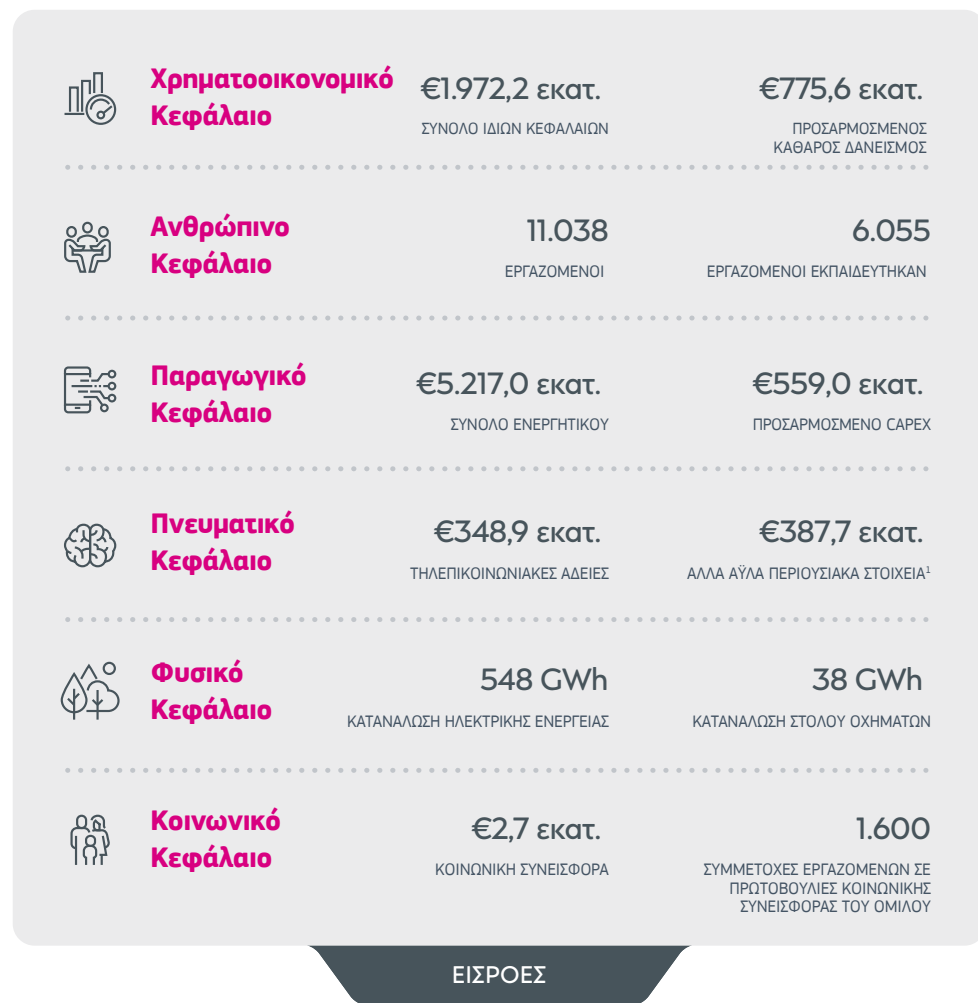 Χρηματοοικονομικό
Κεφάλαιο
€1.972,2 εκατ.
ΣΥΝΟΛΟ ΙΔΙΩΝ ΚΕΦΑΛΑΙΩΝ
€775,6 εκατ.
ΠΡΟΣΑΡΜΟΣΜΕΝΟΣ
ΚΑΘΑΡΟΣ ΔΑΝΕΙΣΜΟΣ
Ανθρώπινο
Κεφάλαιο
11.038
ΕΡΓΑΖΟΜΕΝΟΙ
6.055
ΕΡΓΑΖΟΜΕΝΟΙ ΕΚΠΑΙΔΕΥΤΗΚΑΝ
Παραγωγικό
Κεφάλαιο
€5.217,0 εκατ.
ΣΥΝΟΛΟ ΕΝΕΡΓΗΤΙΚΟΥ
€559,0 εκατ.
ΠΡΟΣΑΡΜΟΣΜΕΝΟ CAPEX
Πνευματικό
Κεφάλαιο
€348,9 εκατ.
ΤΗΛΕΠΙΚΟΙΝΩΝΙΑΚΕΣ ΑΔΕΙΕΣ
€387,7 εκατ.
ΑΛΛΑ ΑΫΛΑ ΠΕΡΙΟΥΣΙΑΚΑ ΣΤΟΙΧΕΙΑ¹
Φυσικό
Κεφάλαιο
548 GWh
ΚΑΤΑΝΑΛΩΣΗ ΗΛΕΚΤΡΙΚΗΣ ΕΝΕΡΓΕΙΑΣ
38 GWh
ΚΑΤΑΝΑΛΩΣΗ ΣΤΟΛΟΥ ΟΧΗΜΑΤΩΝ
Κοινωνικό
Κεφάλαιο
€2,7 εκατ.
ΚΟΙΝΩΝΙΚΗ ΣΥΝΕΙΣΦΟΡΑ
1.600
ΣΥΜΜΕΤΟΧΕΣ ΕΡΓΑΖΟΜΕΝΩΝ ΣΕ
ΠΡΩΤΟΒΟΥΛΙΕΣ ΚΟΙΝΩΝΙΚΗΣ
ΣΥΝΕΙΣΦΟΡΑΣ ΤΟΥ ΟΜΙΛΟΥ
ΕΙΣΡΟΕΣ